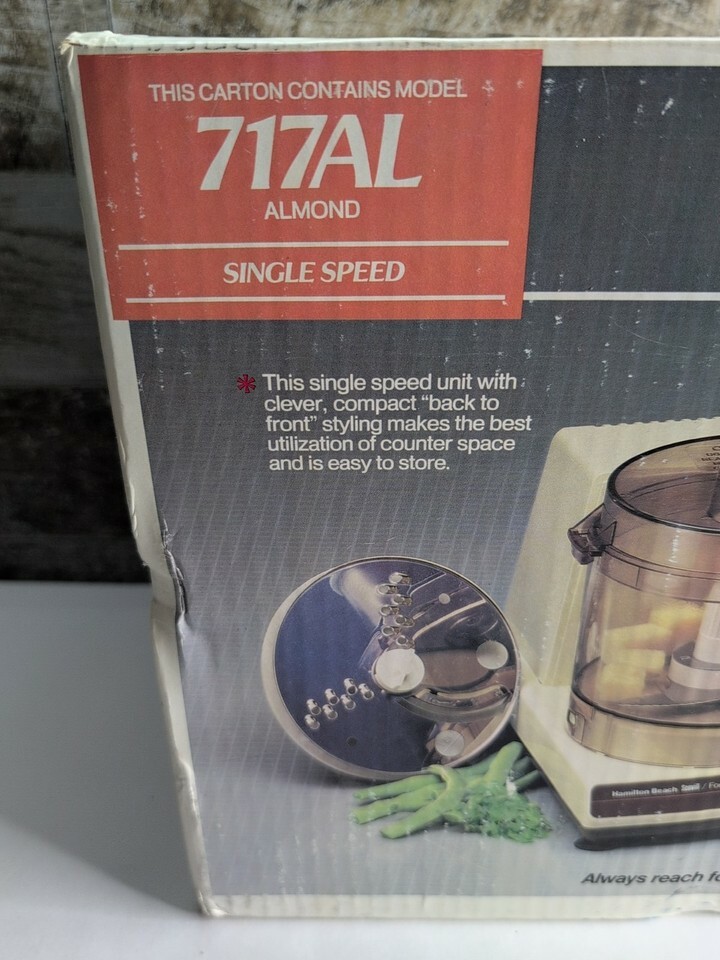 THIS CARTON CONTAINS MODEL
717AL
ALMOND
SINGLE SPEED
* This single speed unit with
clever, compact “back to
front” styling makes the best
utilization of counter space
and is easy to store.
Hamilton Beach
Always reach